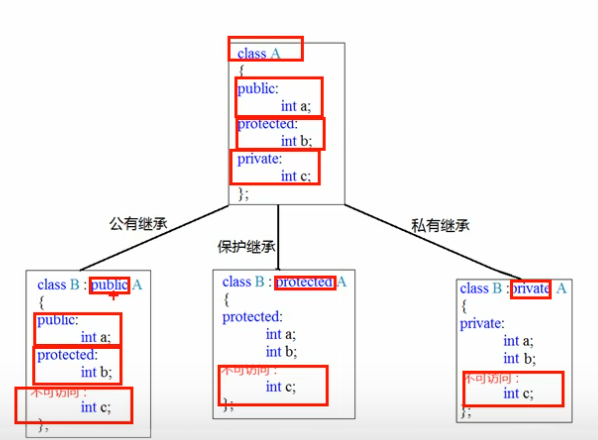 class A
{
public:
int a;
protected:
int b;
private:
int c;
};
公有继承
保护继承
私有继承
class B : public A
{
public:
int a;
protected:
int b;
不可访问：
int c;
};
class B : protected A
{
protected:
int a;
int b;
不可访问：
int c;
};
class B : private A
{
private:
int a;
int b;
不可访问：
int c;
};